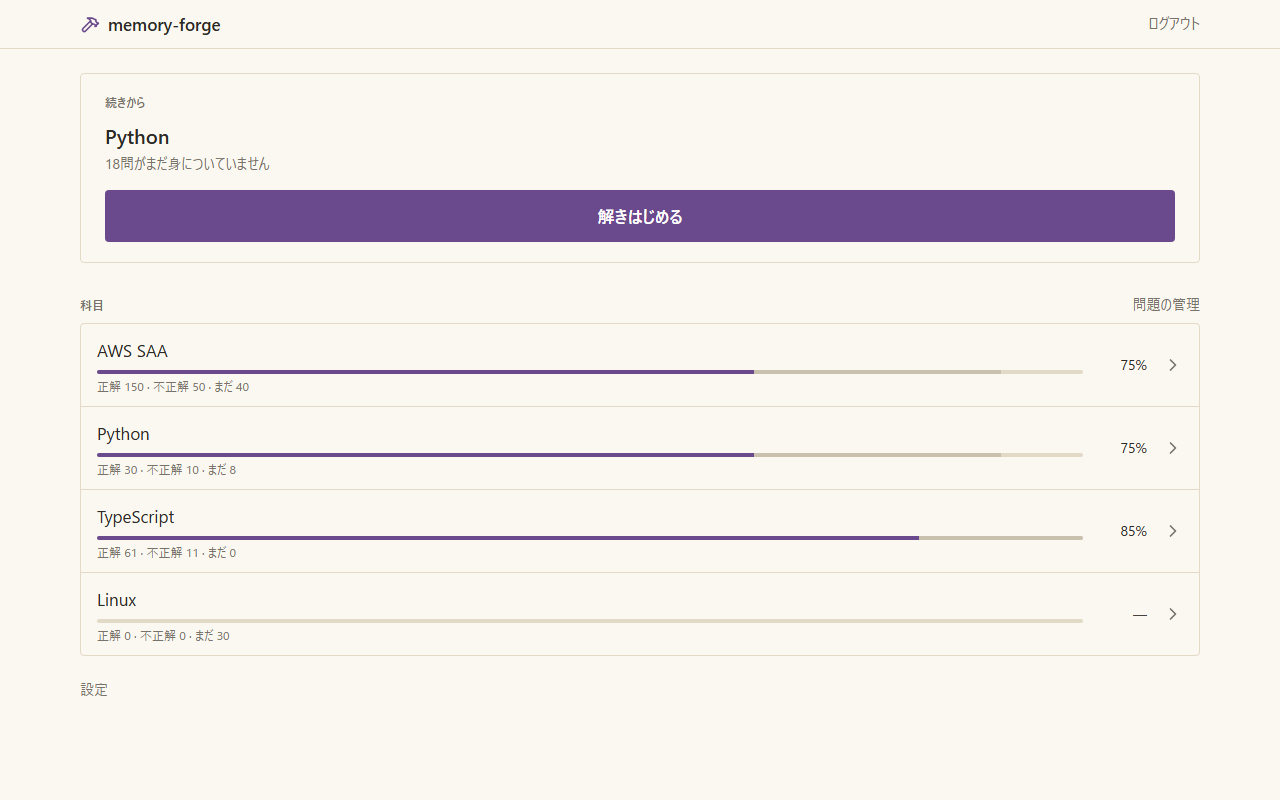 memory-forge
ログアウト
続きから
Python
18問がまだ身についていません
解きはじめる
科目
問題の管理
AWS SAA
75%
正解 150 · 不正解 50 · まだ 40
Python
75%
正解 30 · 不正解 10 · まだ 8
TypeScript
85%
正解 61 · 不正解 11 · まだ 0
Linux
—
正解 0 · 不正解 0 · まだ 30
設定